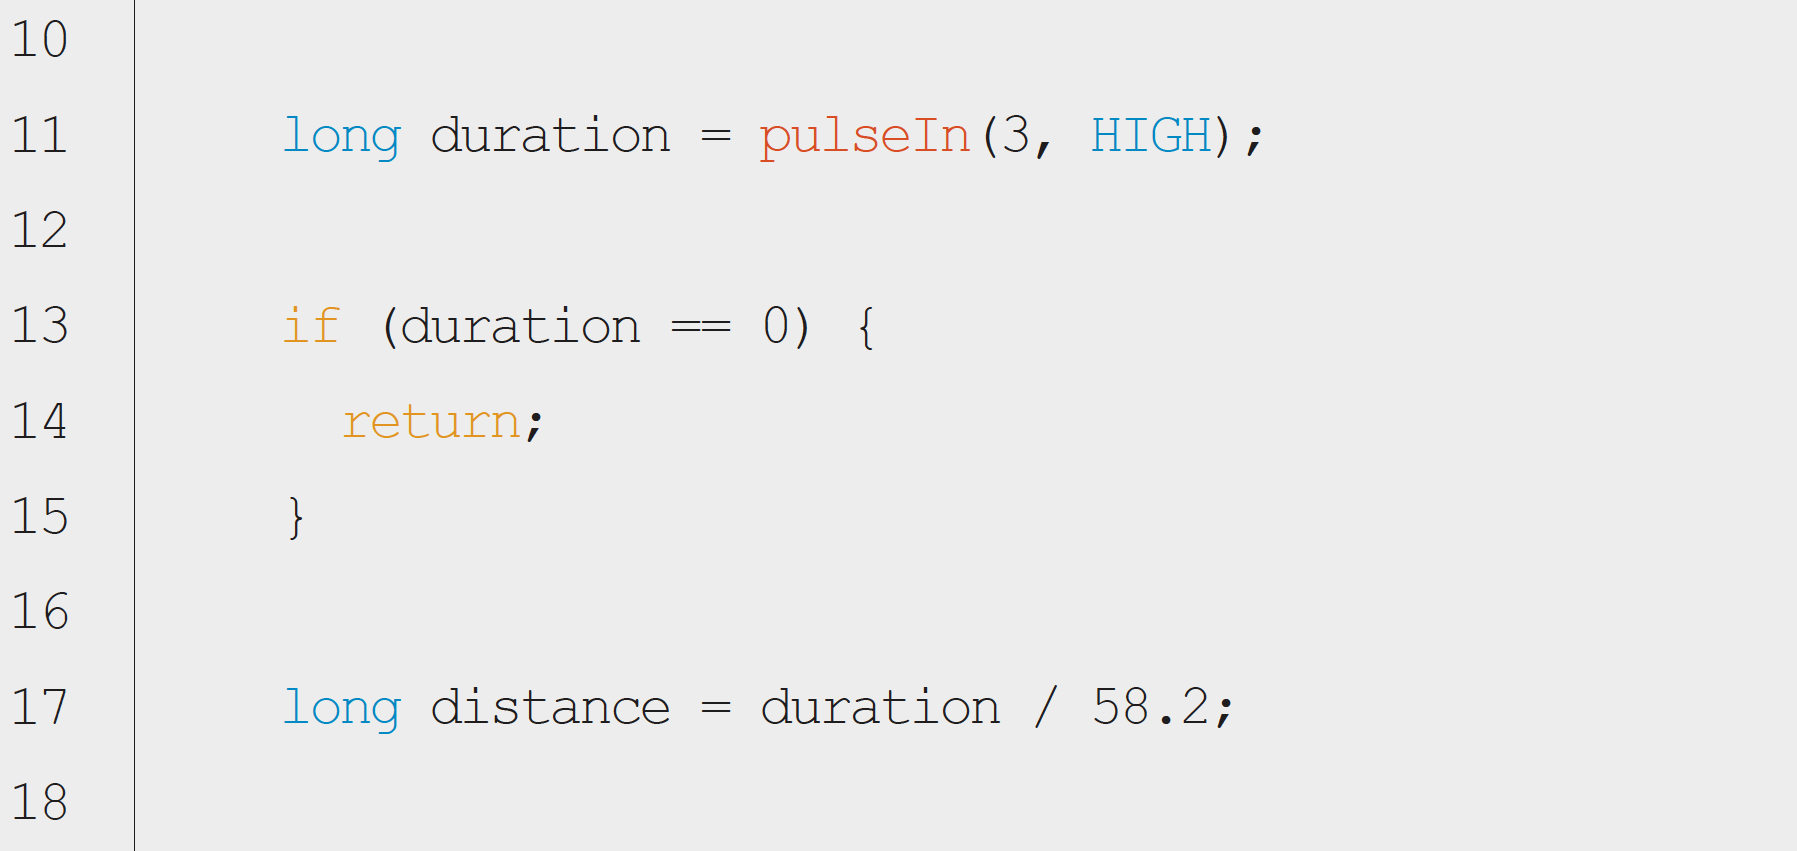 10
11 long duration = pulseIn(3, HIGH);
12
13 if (duration == 0) {
14 return;
15 }
16
17 long distance = duration / 58.2;
18